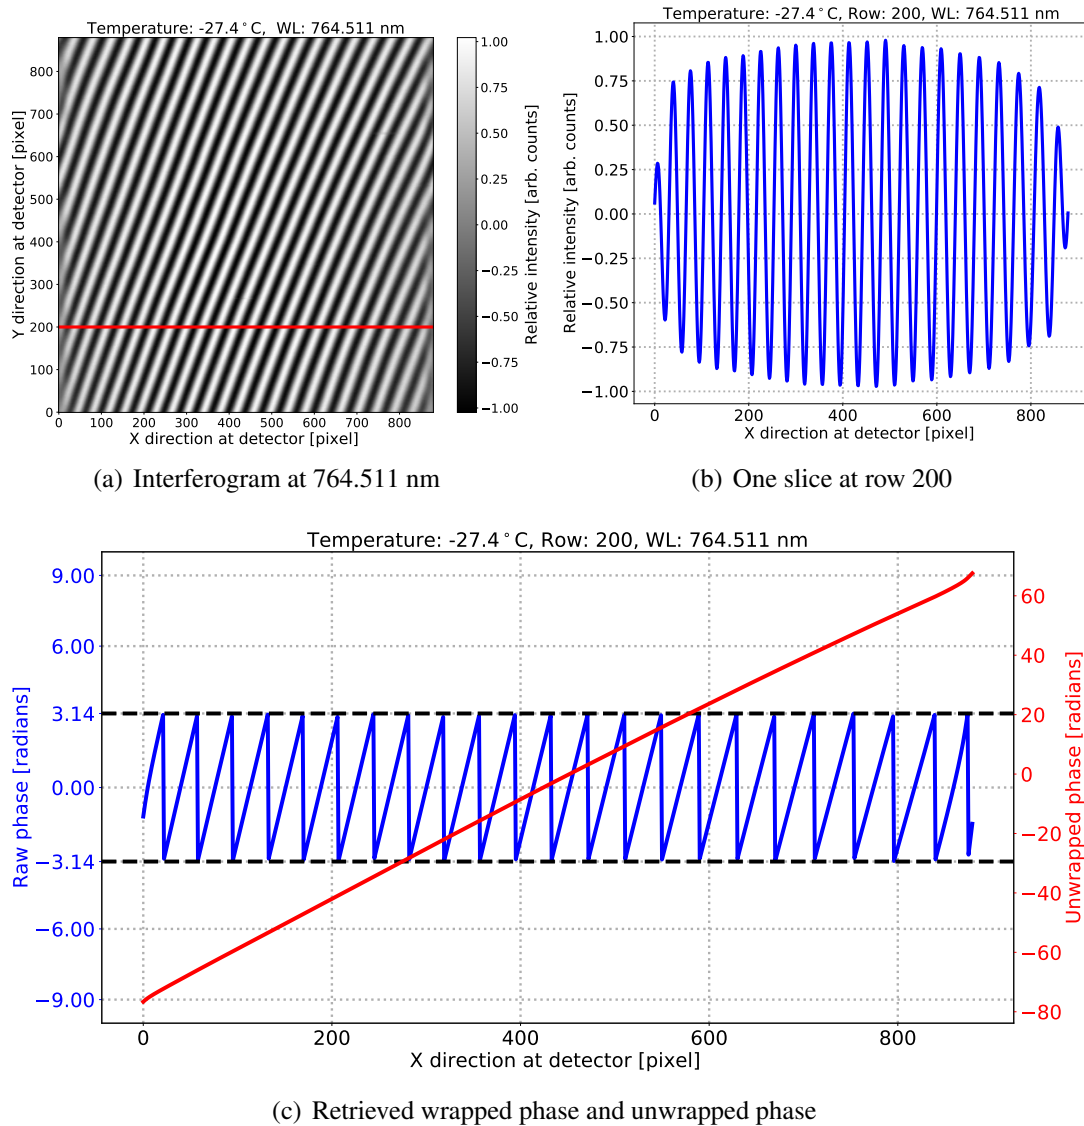 Temperature: -27.4°C, WL: 764.511 nm
Y direction at detector [pixel]
800
700
600
500
400
300
200
100
0
0 100 200 300 400 500 600 700 800
X direction at detector [pixel]
1.00
0.75
0.50
0.25
0.00
−0.25
−0.50
−0.75
−1.00
Relative intensity [arb. counts]
(a) Interferogram at 764.511 nm
Temperature: -27.4°C, Row: 200, WL: 764.511 nm
Relative intensity [arb. counts]
1.00
0.75
0.50
0.25
0.00
−0.25
−0.50
−0.75
−1.00
0 200 400 600 800
X direction at detector [pixel]
(b) One slice at row 200
Temperature: -27.4°C, Row: 200, WL: 764.511 nm
Raw phase [radians]
9.00
6.00
3.14
0.00
−3.14
−6.00
−9.00
60
40
20
0
−20
−40
−60
−80
Unwrapped phase [radians]
0 200 400 600 800
X direction at detector [pixel]
(c) Retrieved wrapped phase and unwrapped phase